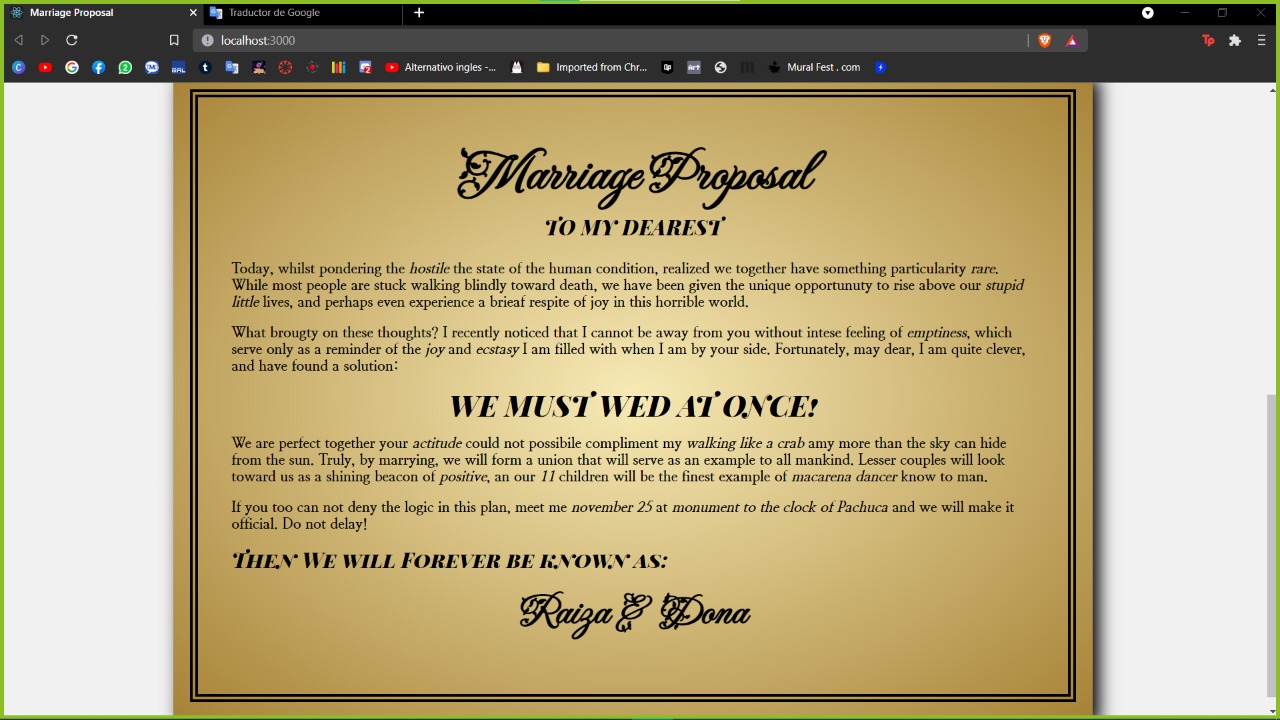 Marriage Proposal
Traductor de Google
localhost:3000
Tp
Alternativo ingles -...
Imported from Chr...
Mural Fest . com
Marriage Proposal
TO MY DEAREST
Today, whilst pondering the hostile the state of the human condition, realized we together have something particularity rare.
While most people are stuck walking blindly toward death, we have been given the unique opportunuty to rise above our stupid
little lives, and perhaps even experience a brieaf respite of joy in this horrible world.
What brougty on these thoughts? I recently noticed that I cannot be away from you without intese feeling of emptiness, which
serve only as a reminder of the joy and ecstasy I am filled with when I am by your side. Fortunately, may dear, I am quite clever,
and have found a solution:
WE MUST WED AT ONCE!
We are perfect together your actitude could not possibile compliment my walking like a crab amy more than the sky can hide
from the sun. Truly, by marrying, we will form a union that will serve as an example to all mankind. Lesser couples will look
toward us as a shining beacon of positive, an our 11 children will be the finest example of macarena dancer know to man.
If you too can not deny the logic in this plan, meet me november 25 at monument to the clock of Pachuca and we will make it
official. Do not delay!
Then We will Forever be known as:
Raiza & Dona